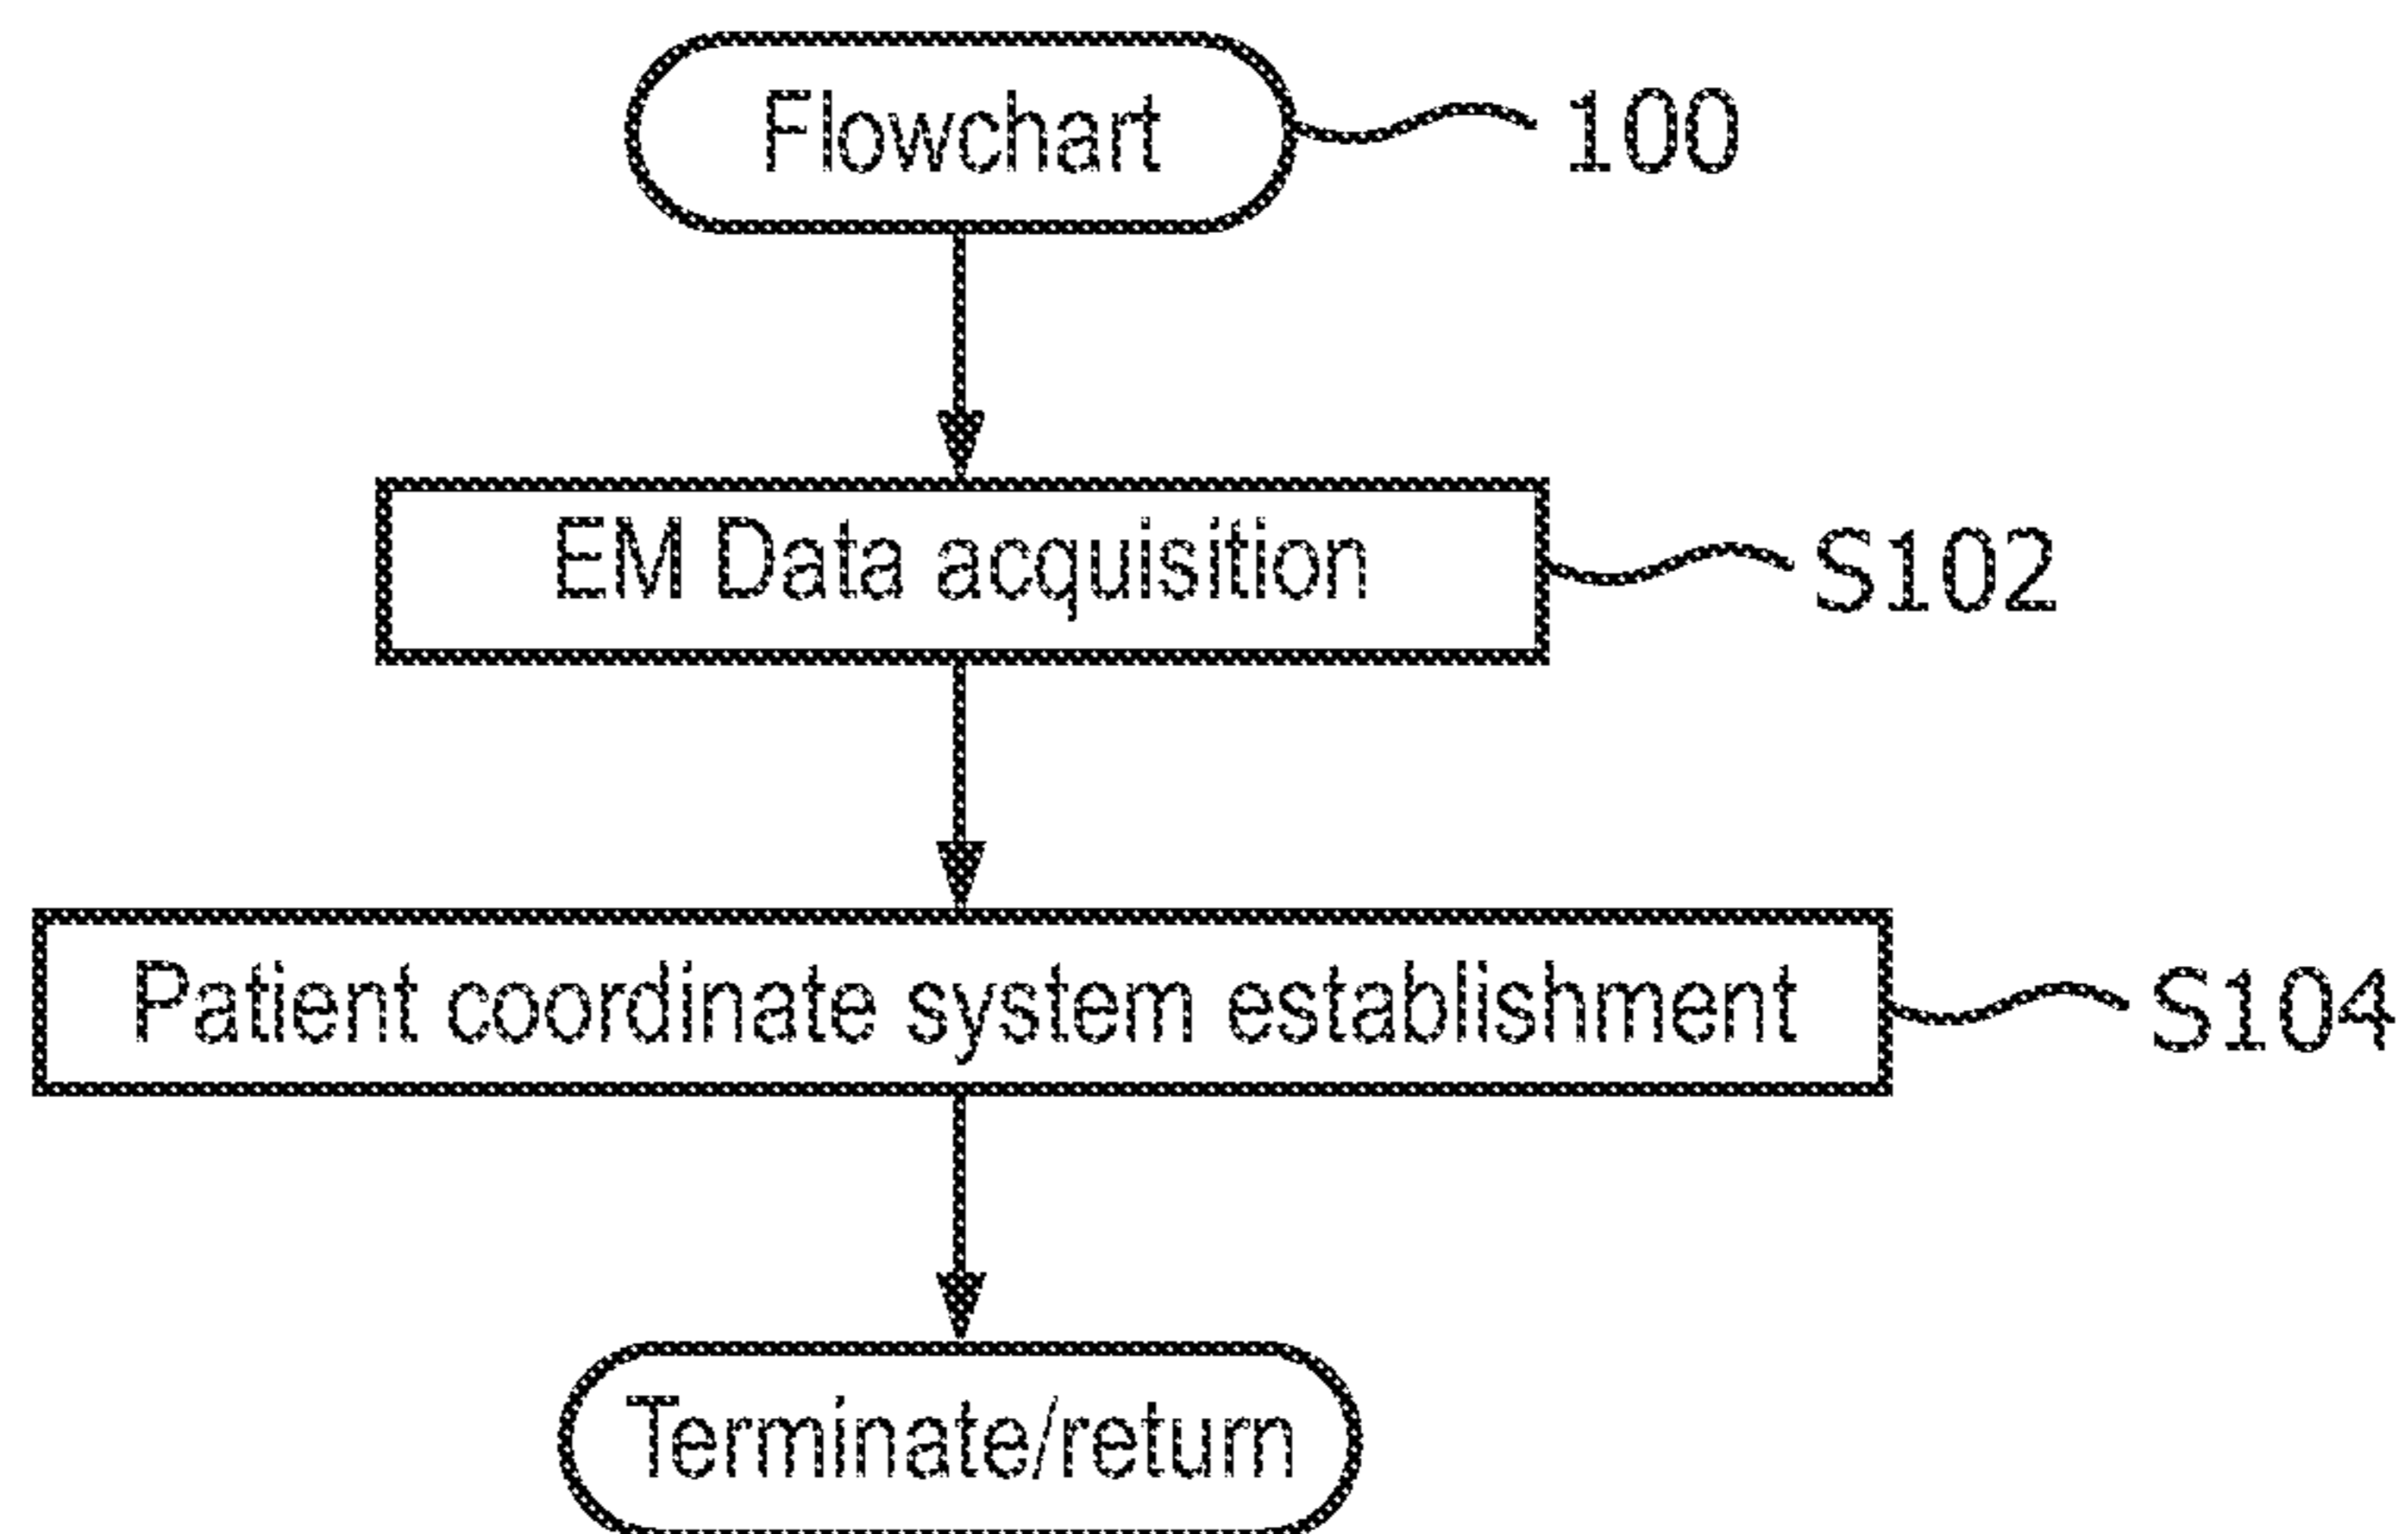 Flowchart 100
EM Data acquisition S102
Patient coordinate system establishment S104
Terminate/return